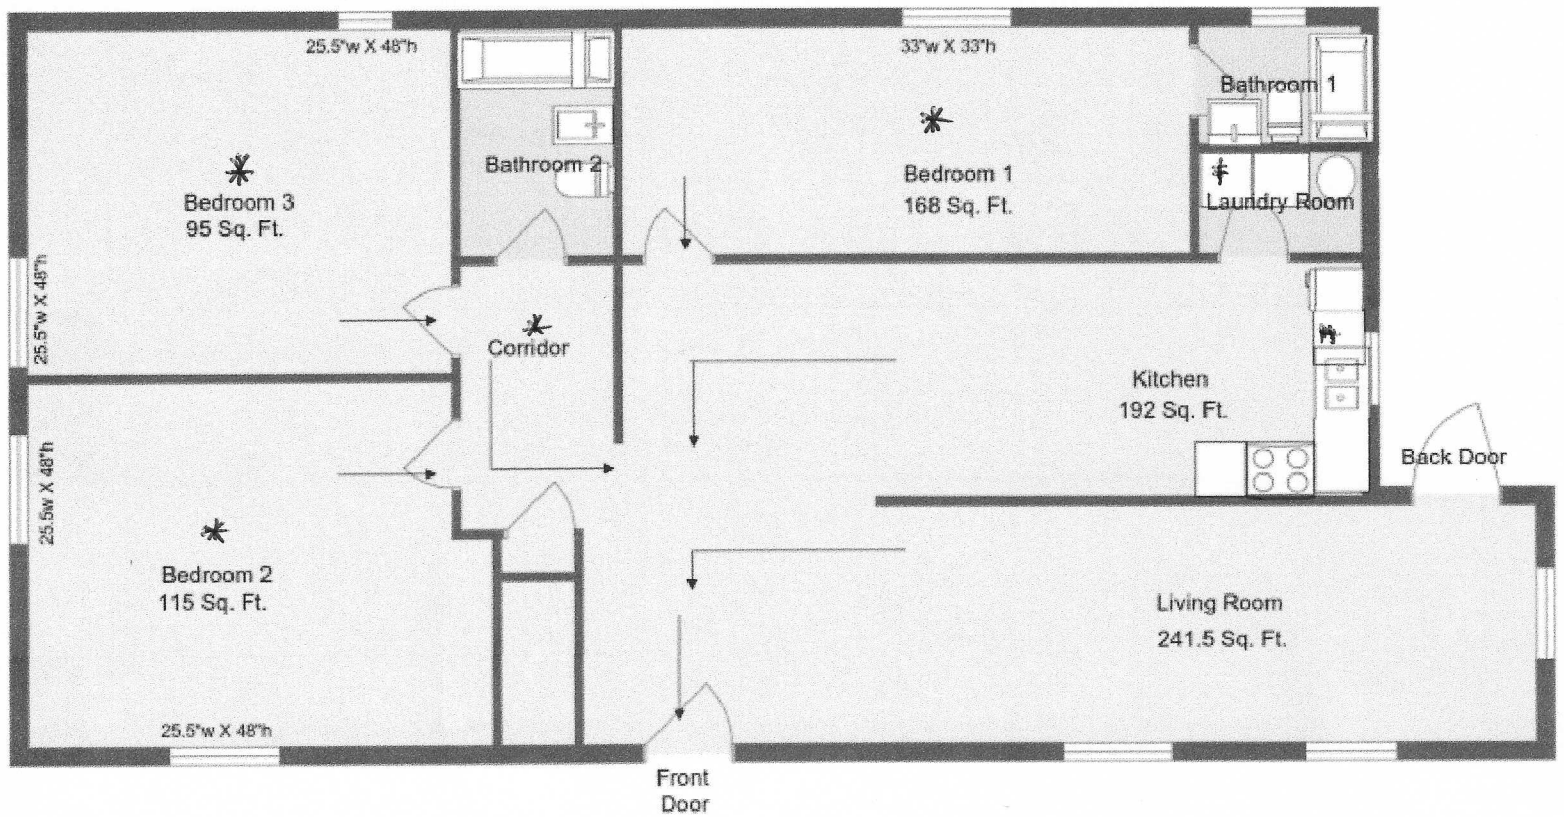 25.5"w X 48"h
33"w X 33"h
Bathroom 1
Bathroom 2
Bedroom 1
168 Sq. Ft.
Laundry Room
Bedroom 3
95 Sq. Ft.
25.5"w X 48"h
Corridor
Kitchen
192 Sq. Ft.
Back Door
25.5w X 48"h
Bedroom 2
115 Sq. Ft.
Living Room
241.5 Sq. Ft.
25.5"w X 48"h
Front
Door